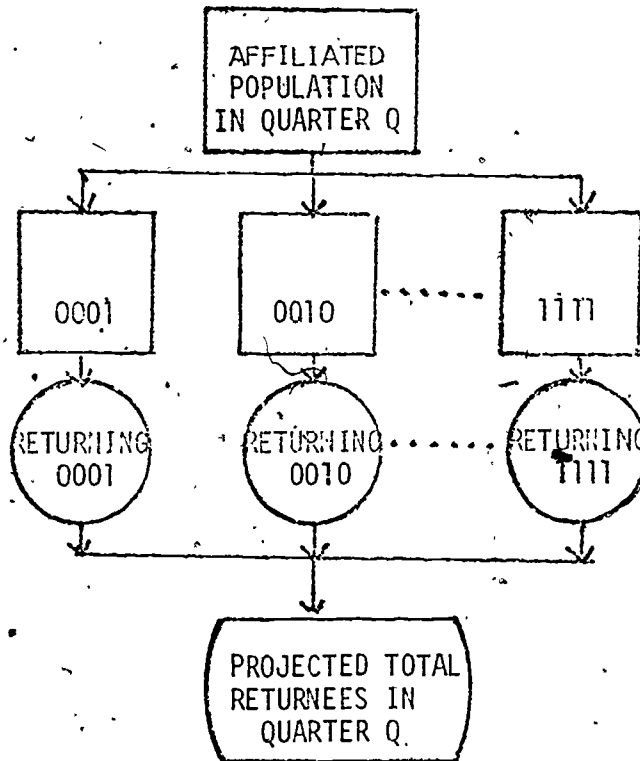 AFFILIATED
POPULATION
IN QUARTER Q
0001
0010
1111
RETURNING
0001
RETURNING
0010
RETURNING
1111
PROJECTED TOTAL
RETURNEES IN
QUARTER Q.